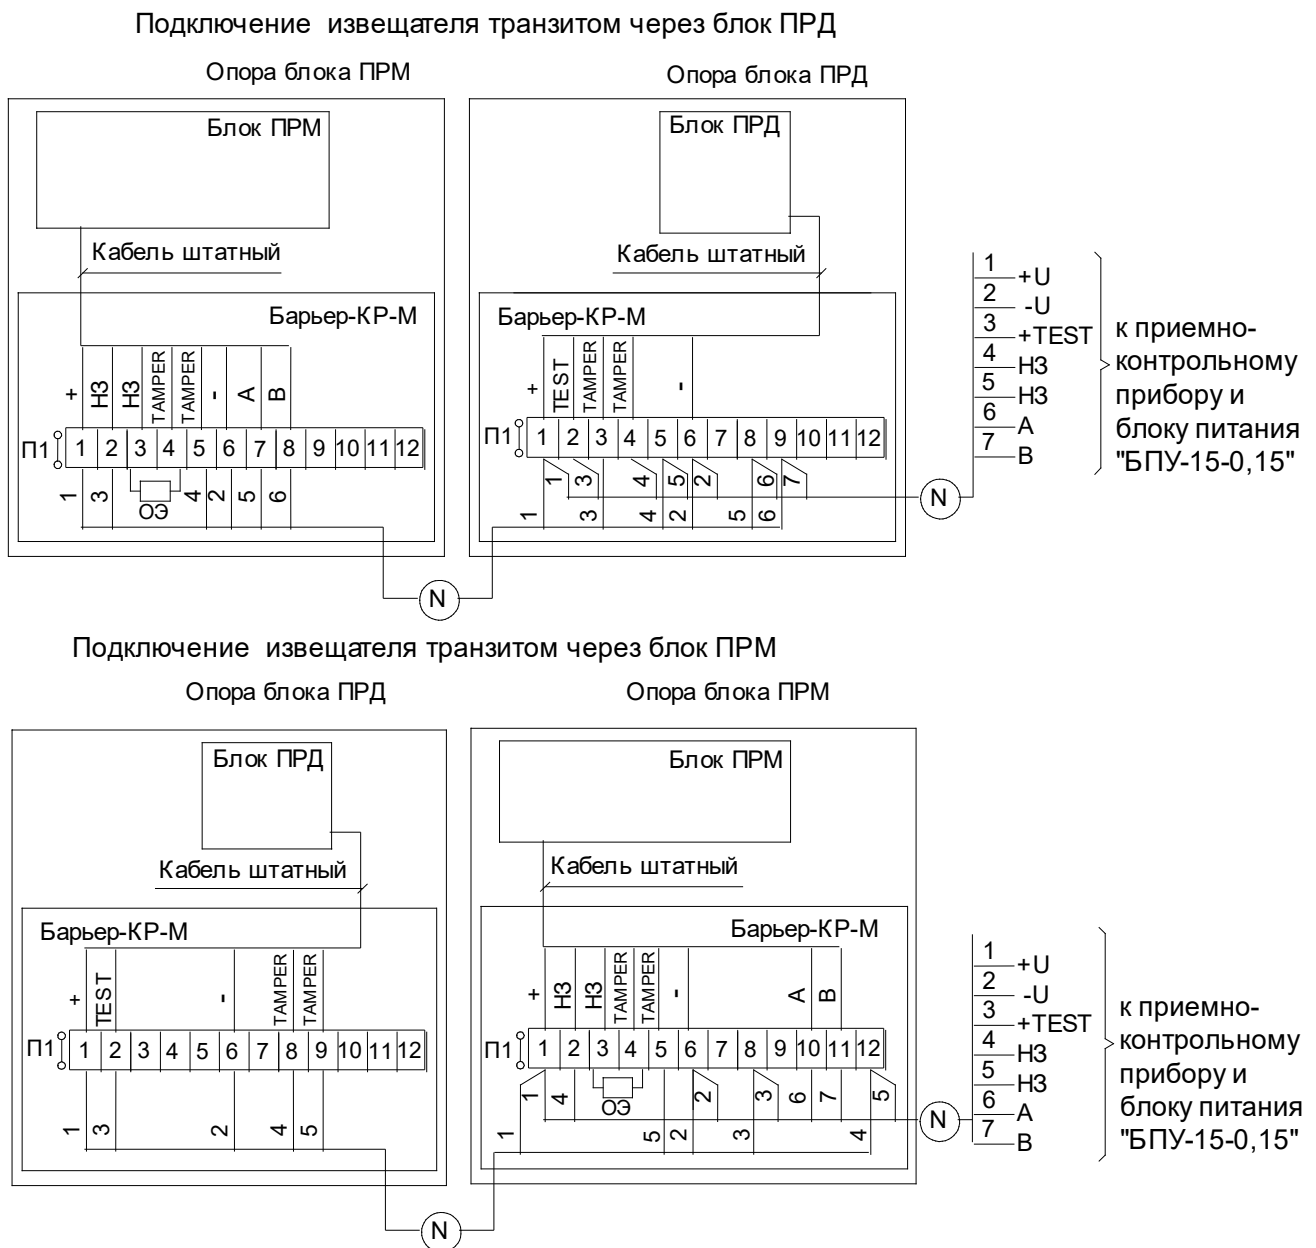 Подключение извещателя транзитом через блок ПРД
Опора блока ПРМ
Опора блока ПРД
Блок ПРМ
Блок ПРД
Кабель штатный
Кабель штатный
Барьер-КР-М
Барьер-КР-М
+ НЗ НЗ TAMPER TAMPER - А В
+ TEST TAMPER TAMPER -
П1 1 2 3 4 5 6 7 8 9 10 11 12
П1 1 2 3 4 5 6 7 8 9 10 11 12
1 3 ОЭ 4 2 5 6
1 3 4 5 2 6 7
1 3 4 2 5 6
N
N
1 +U
2 -U
3 +TEST
4 НЗ
5 НЗ
6 А
7 В
к приемно-
контрольному
прибору и
блоку питания
"БПУ-15-0,15"
Подключение извещателя транзитом через блок ПРМ
Опора блока ПРД
Опора блока ПРМ
Блок ПРД
Блок ПРМ
Кабель штатный
Кабель штатный
Барьер-КР-М
Барьер-КР-М
+ TEST - TAMPER TAMPER
+ НЗ НЗ TAMPER TAMPER - А В
П1 1 2 3 4 5 6 7 8 9 10 11 12
П1 1 2 3 4 5 6 7 8 9 10 11 12
1 3 2 4 5
1 4 ОЭ 2 3 6 7 5
1 5 2 3 4
N
N
1 +U
2 -U
3 +TEST
4 НЗ
5 НЗ
6 А
7 В
к приемно-
контрольному
прибору и
блоку питания
"БПУ-15-0,15"